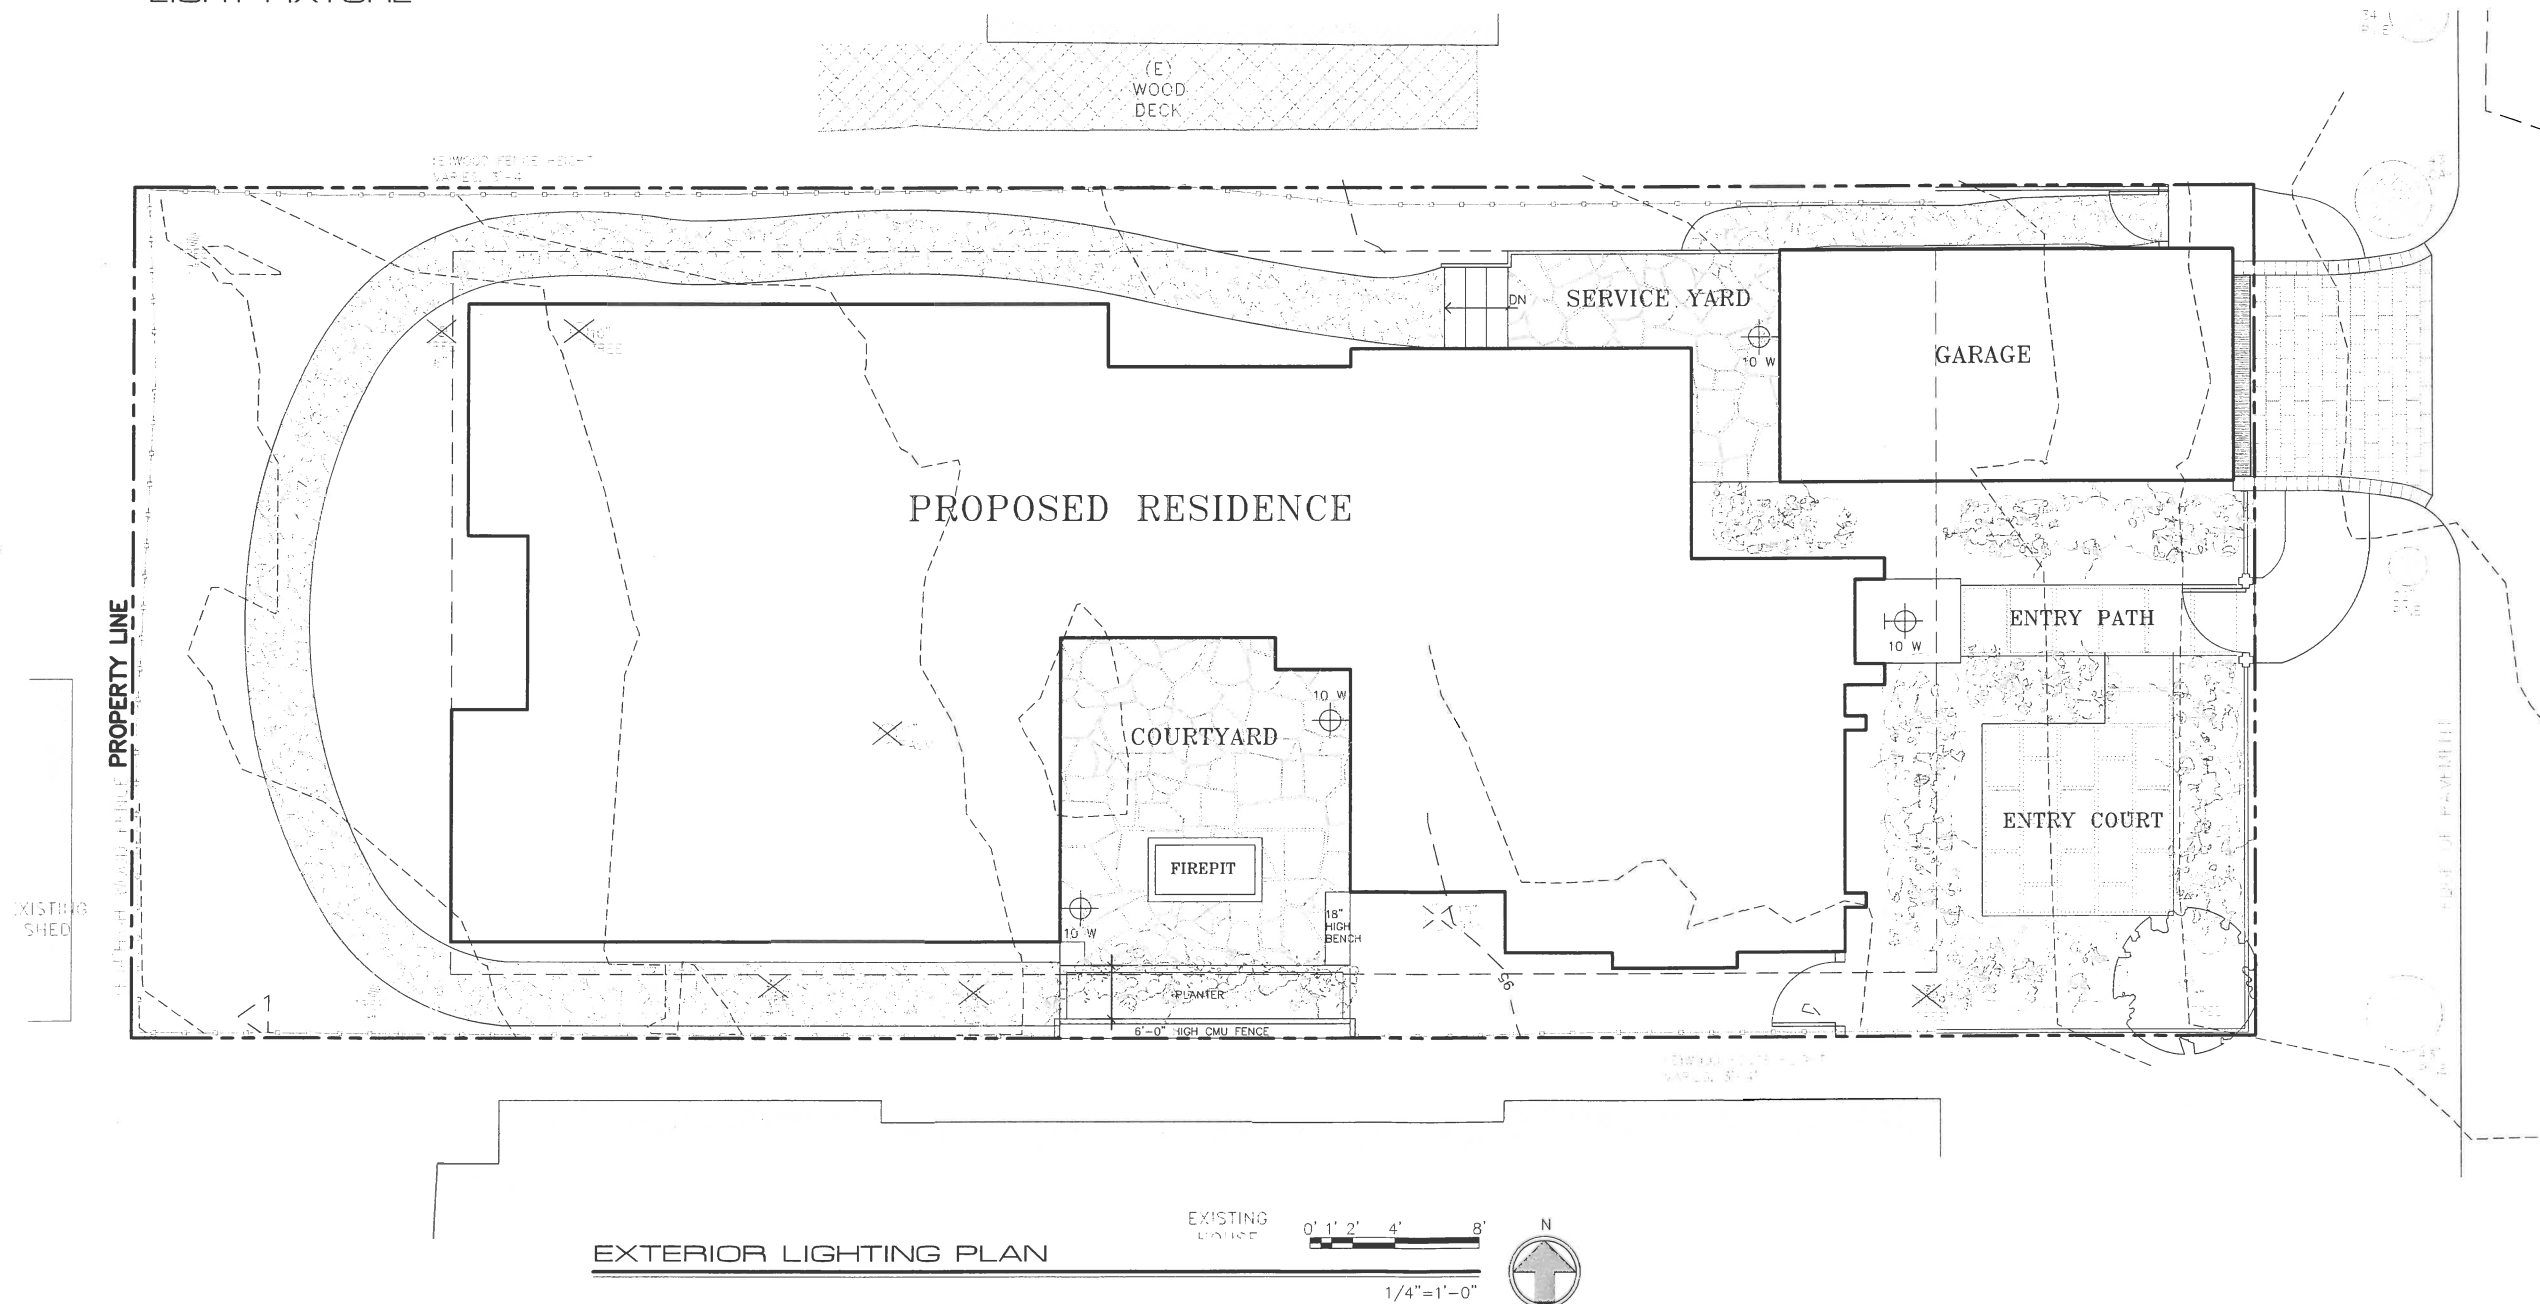 (E)
WOOD
DECK
DN
SERVICE YARD
10 W
GARAGE
PROPOSED RESIDENCE
ENTRY PATH
10 W
PROPERTY LINE
10 W
COURTYARD
ENTRY COURT
FIREPIT
18"
HIGH
BENCH
10 W
SHED
95
PLANTER
6'-0" HIGH CMU FENCE
EXISTING
HOUSE
0' 1' 2' 4' 8'
N
EXTERIOR LIGHTING PLAN
1/4"=1'-0"